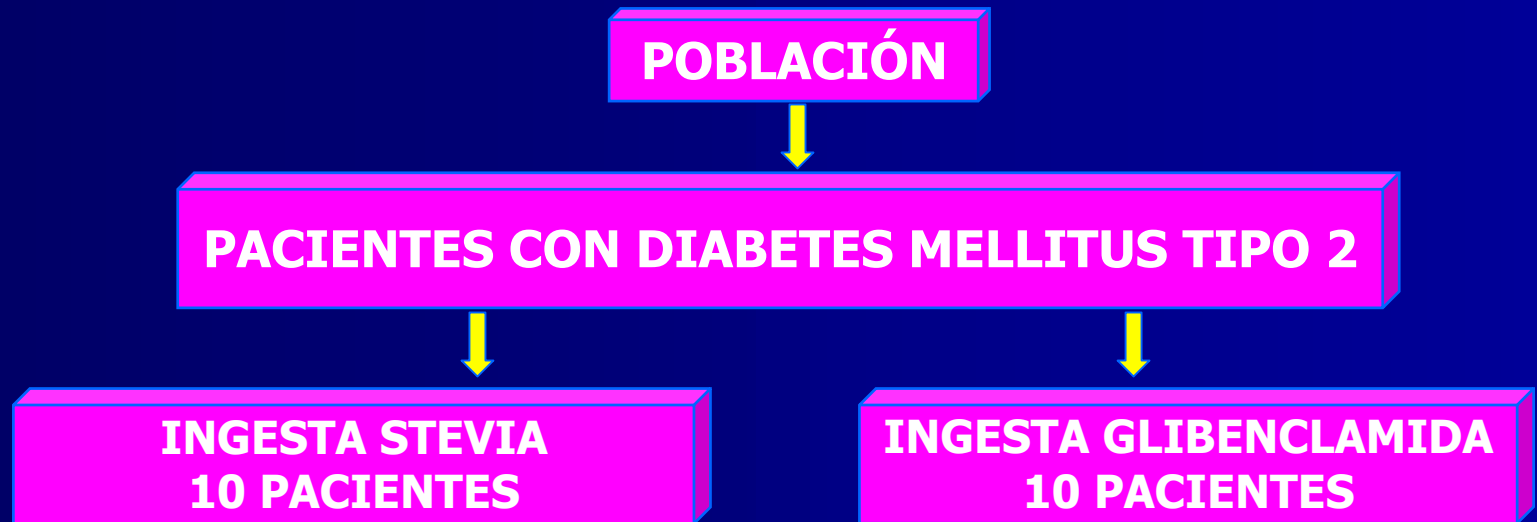 POBLACIÓN
PACIENTES CON DIABETES MELLITUS TIPO 2
INGESTA STEVIA
10 PACIENTES
INGESTA GLIBENCLAMIDA
10 PACIENTES